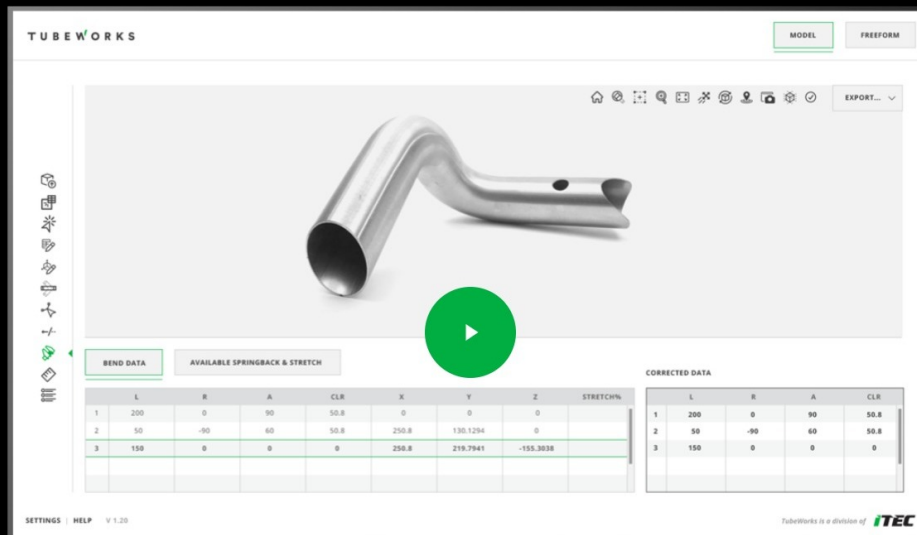 TUBEWORKS
MODEL
FREEFORM
EXPORT...
BEND DATA
AVAILABLE SPRINGBACK & STRETCH
L R A CLR X Y Z STRETCH%
1 200 0 90 50.8 0 0 0
2 50 -90 60 50.8 250.8 130.1294 0
3 150 0 0 0 250.8 219.7941 -155.3038
CORRECTED DATA
L R A CLR
1 200 0 90 50.8
2 50 -90 60 50.8
3 150 0 0 0
SETTINGS | HELP V 1.20
TubeWorks is a division of iTEC